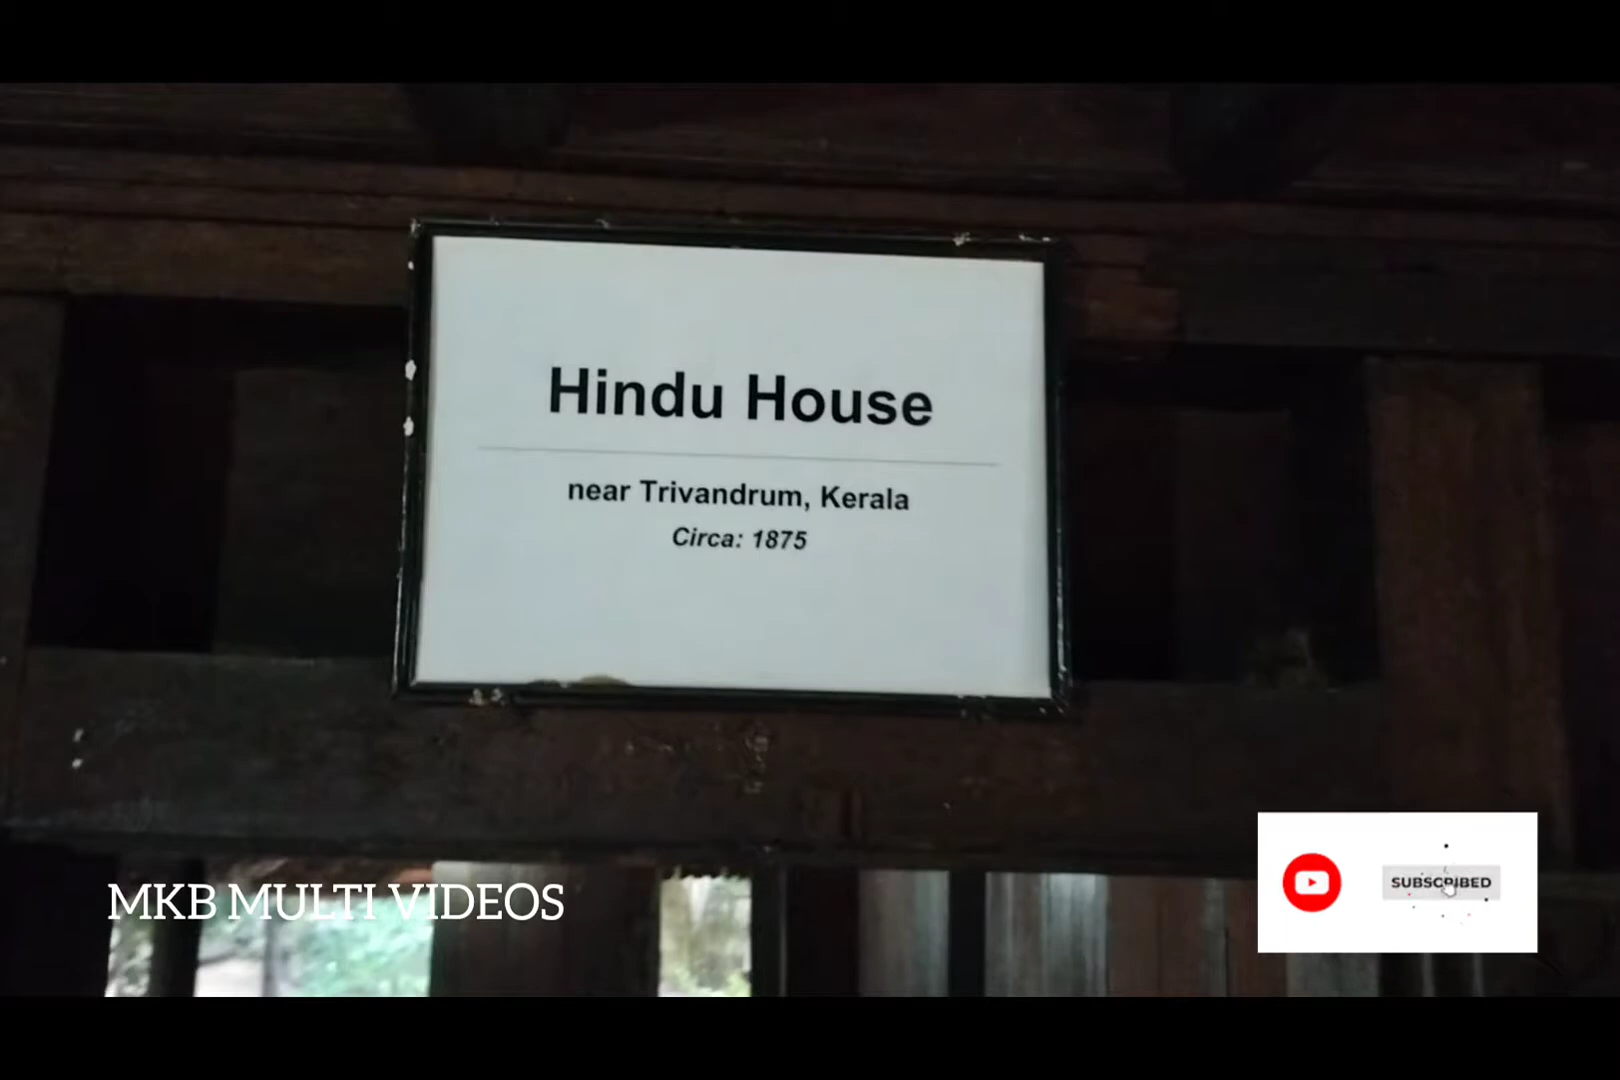 Hindu House
near Trivandrum, Kerala
Circa: 1875
MKB MULTI VIDEOS
SUBSCRIBED